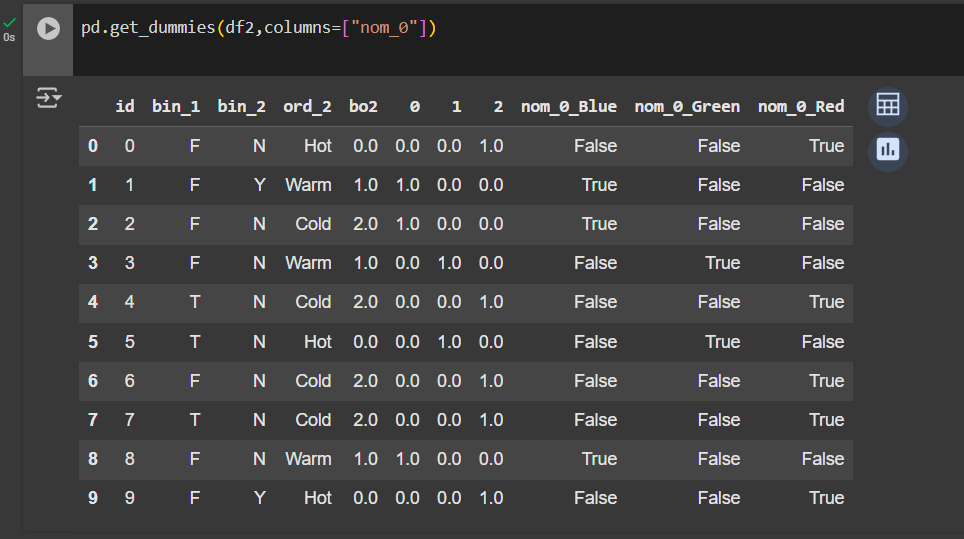 pd.get_dummies(df2,columns=["nom_0"])
0s
id bin_1 bin_2 ord_2 bo2 0 1 2 nom_0_Blue nom_0_Green nom_0_Red
0 0 F N Hot 0.0 0.0 0.0 1.0 False False True
1 1 F Y Warm 1.0 1.0 0.0 0.0 True False False
2 2 F N Cold 2.0 1.0 0.0 0.0 True False False
3 3 F N Warm 1.0 0.0 1.0 0.0 False True False
4 4 T N Cold 2.0 0.0 0.0 1.0 False False True
5 5 T N Hot 0.0 0.0 1.0 0.0 False True False
6 6 F N Cold 2.0 0.0 0.0 1.0 False False True
7 7 T N Cold 2.0 0.0 0.0 1.0 False False True
8 8 F N Warm 1.0 1.0 0.0 0.0 True False False
9 9 F Y Hot 0.0 0.0 0.0 1.0 False False True